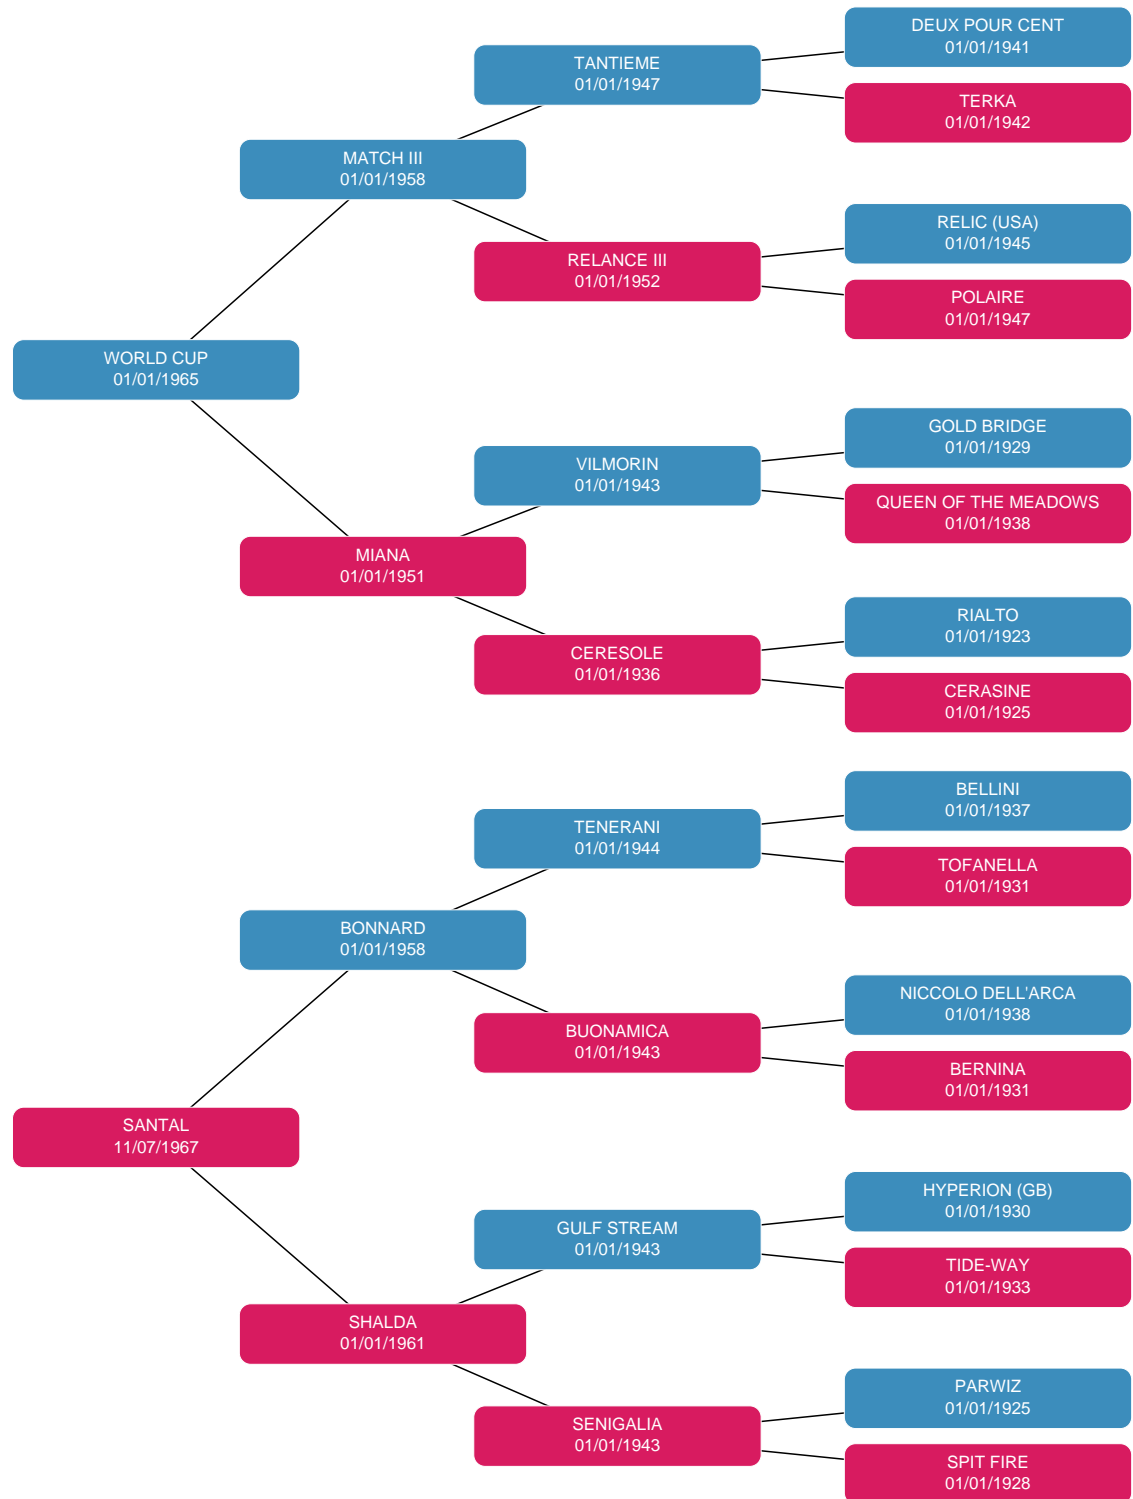 DEUX POUR CENT
01/01/1941
TANTIEME
01/01/1947
TERKA
01/01/1942
MATCH III
01/01/1958
RELIC (USA)
01/01/1945
RELANCE III
01/01/1952
POLAIRE
01/01/1947
WORLD CUP
01/01/1965
GOLD BRIDGE
01/01/1929
VILMORIN
01/01/1943
QUEEN OF THE MEADOWS
01/01/1938
MIANA
01/01/1951
RIALTO
01/01/1923
CERESOLE
01/01/1936
CERASINE
01/01/1925
BELLINI
01/01/1937
TENERANI
01/01/1944
TOFANELLA
01/01/1931
BONNARD
01/01/1958
NICCOLO DELL'ARCA
01/01/1938
BUONAMICA
01/01/1943
BERNINA
01/01/1931
SANTAL
11/07/1967
HYPERION (GB)
01/01/1930
GULF STREAM
01/01/1943
TIDE-WAY
01/01/1933
SHALDA
01/01/1961
PARWIZ
01/01/1925
SENIGALIA
01/01/1943
SPIT FIRE
01/01/1928